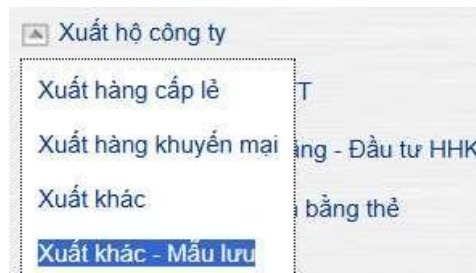 Xuất hộ công ty
Xuất hàng cấp lẻ
T
Xuất hàng khuyến mại
ăng - Đầu tư HHK
Xuất khác
bằng thẻ
Xuất khác - Mẫu lưu